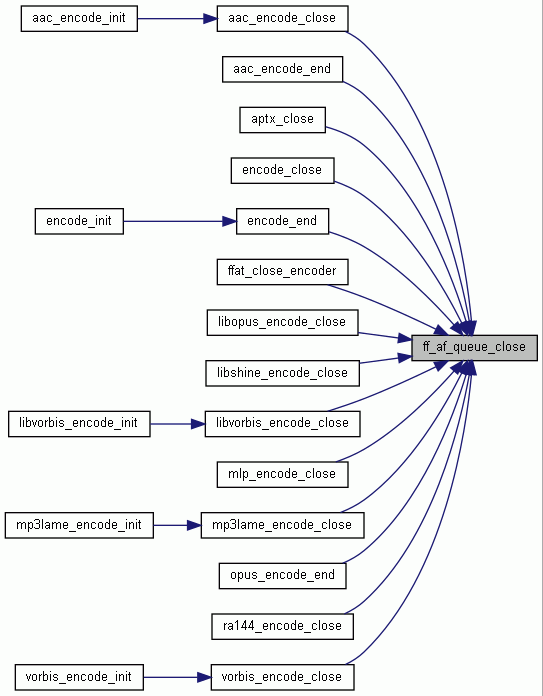 aac_encode_init
aac_encode_close
aac_encode_end
aptx_close
encode_close
encode_init
encode_end
ffat_close_encoder
libopus_encode_close
ff_af_queue_close
libshine_encode_close
libvorbis_encode_init
libvorbis_encode_close
mlp_encode_close
mp3lame_encode_init
mp3lame_encode_close
opus_encode_end
ra144_encode_close
vorbis_encode_init
vorbis_encode_close